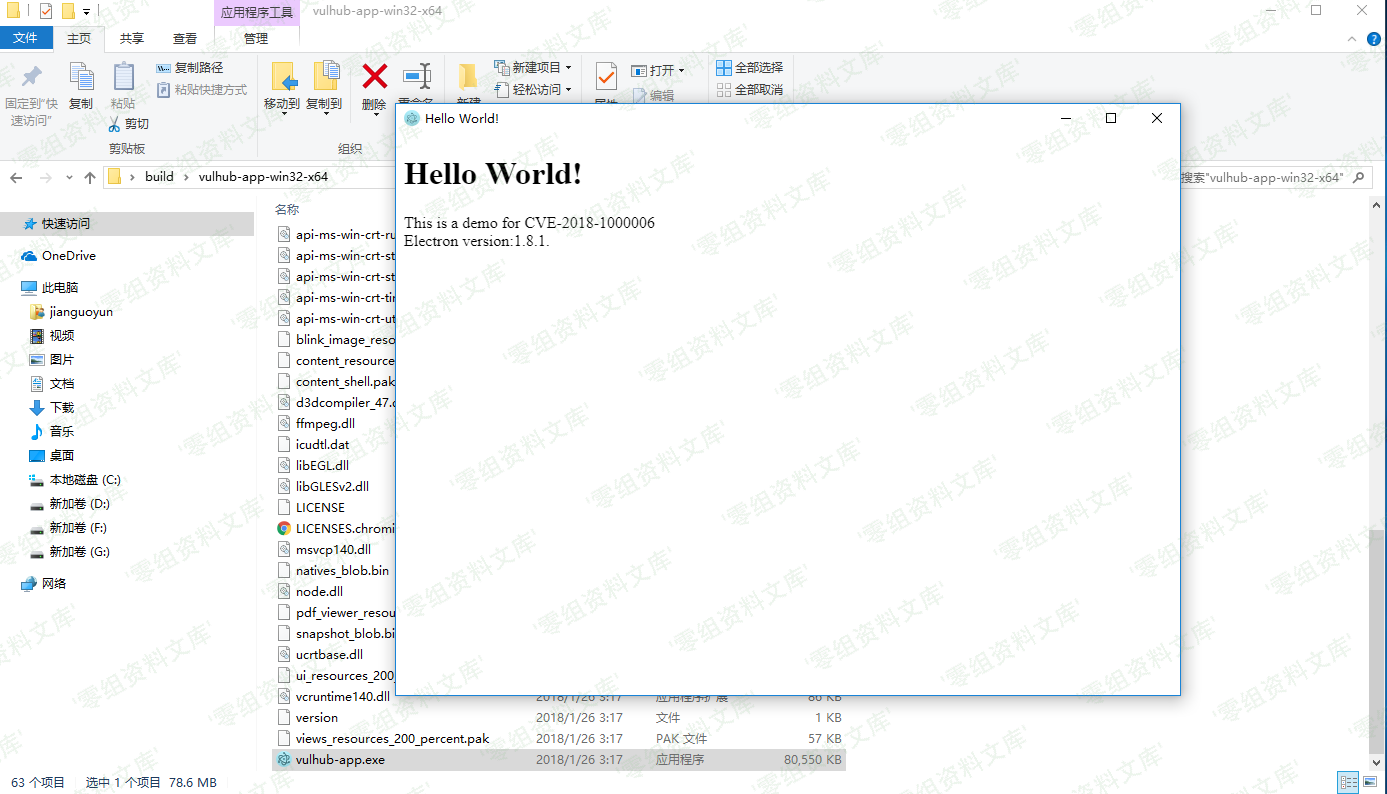 应用程序工具 vulhub-app-win32-x64
文件 主页 共享 查看 管理
固定到"快
速访问"
复制
粘贴
复制路径
粘贴快捷方式
剪切
剪贴板
移动到
复制到
删除
组织
新建项目
轻松访问
打开
编辑
全部选择
全部取消
build vulhub-app-win32-x64
搜索"vulhub-app-win32-x64"
快速访问
OneDrive
此电脑
jianguoyun
视频
图片
文档
下载
音乐
桌面
本地磁盘 (C:)
新加卷 (D:)
新加卷 (F:)
新加卷 (G:)
网络
名称
api-ms-win-crt-ru
api-ms-win-crt-st
api-ms-win-crt-st
api-ms-win-crt-tir
api-ms-win-crt-ut
blink_image_reso
content_resource
content_shell.pak
d3dcompiler_47.
ffmpeg.dll
icudtl.dat
libEGL.dll
libGLESv2.dll
LICENSE
LICENSES.chromi
msvcp140.dll
natives_blob.bin
node.dll
pdf_viewer_resou
snapshot_blob.bi
ucrtbase.dll
ui_resources_200_
vcruntime140.dll 2018/1/26 3:17 应用程序扩展 86 KB
version 2018/1/26 3:17 文件 1 KB
views_resources_200_percent.pak 2018/1/26 3:17 PAK 文件 57 KB
vulhub-app.exe 2018/1/26 3:17 应用程序 80,550 KB
Hello World!
Hello World!
This is a demo for CVE-2018-1000006
Electron version:1.8.1.
63 个项目 选中 1 个项目 78.6 MB
零组资料文库